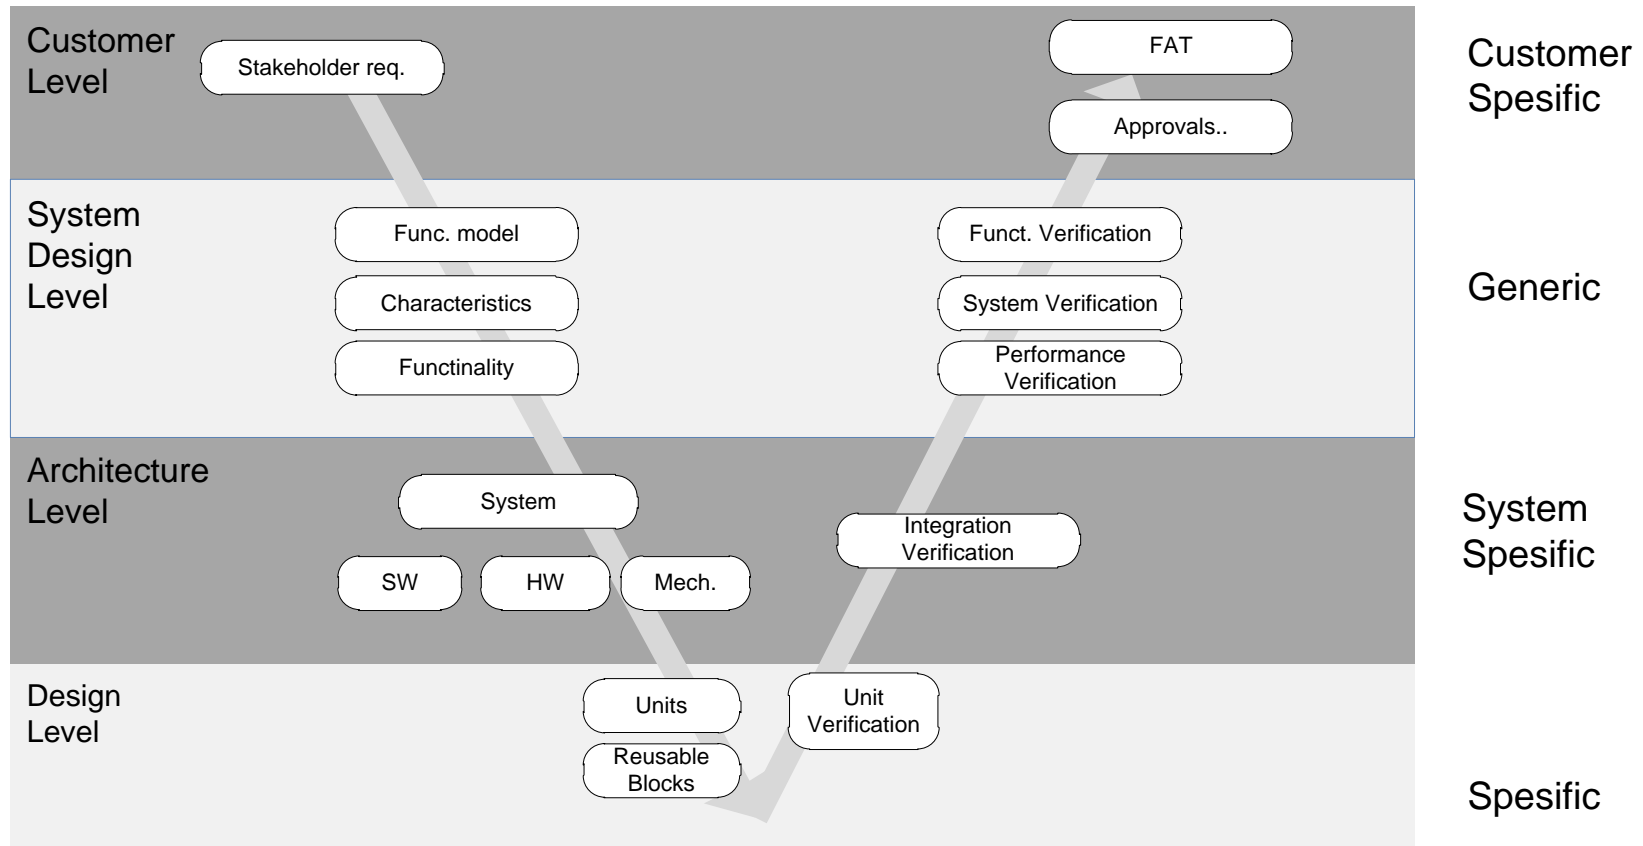 Customer
Level
Stakeholder req.
FAT
Approvals..
Customer
Spesific
System
Design
Level
Func. model
Characteristics
Functinality
Funct. Verification
System Verification
Performance
Verification
Generic
Architecture
Level
System
SW
HW
Mech.
Integration
Verification
System
Spesific
Design
Level
Units
Reusable
Blocks
Unit
Verification
Spesific